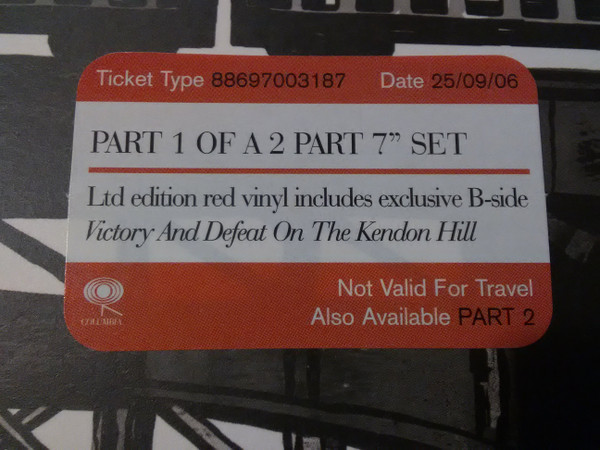 Ticket Type 88697003187 Date 25/09/06
PART 1 OF A 2 PART 7” SET
Ltd edition red vinyl includes exclusive B-side
Victory And Defeat On The Kendon Hill
Not Valid For Travel
Also Available PART 2
COLUMBIA